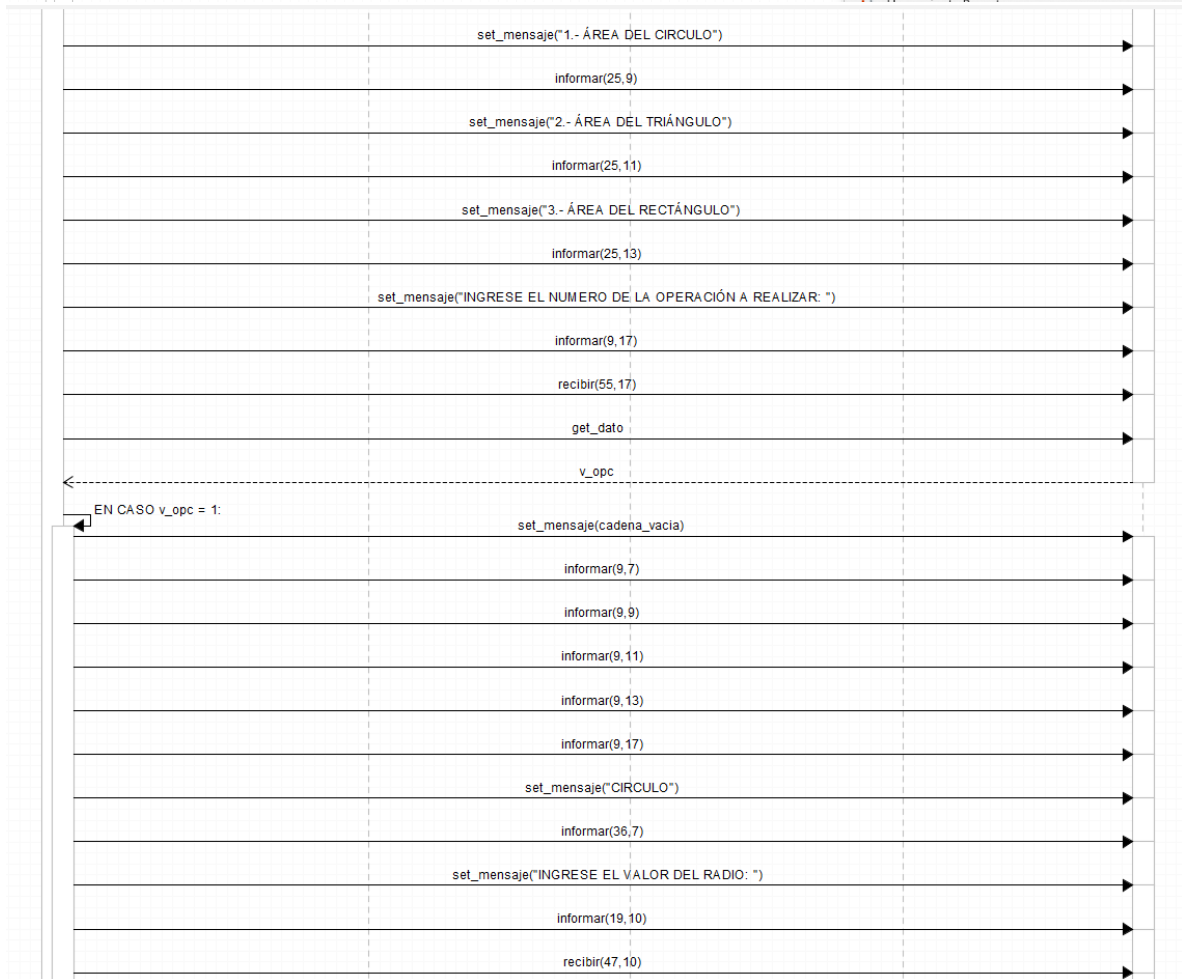 set_mensaje("1.- ÁREA DEL CIRCULO")
informar(25,9)
set_mensaje("2.- ÁREA DEL TRIÁNGULO")
informar(25,11)
set_mensaje("3.- ÁREA DEL RECTÁNGULO")
informar(25,13)
set_mensaje("INGRESE EL NUMERO DE LA OPERACIÓN A REALIZAR: ")
informar(9,17)
recibir(55,17)
get_dato
v_opc
EN CASO v_opc = 1:
set_mensaje(cadena_vacia)
informar(9,7)
informar(9,9)
informar(9,11)
informar(9,13)
informar(9,17)
set_mensaje("CIRCULO")
informar(36,7)
set_mensaje("INGRESE EL VALOR DEL RADIO: ")
informar(19,10)
recibir(47,10)